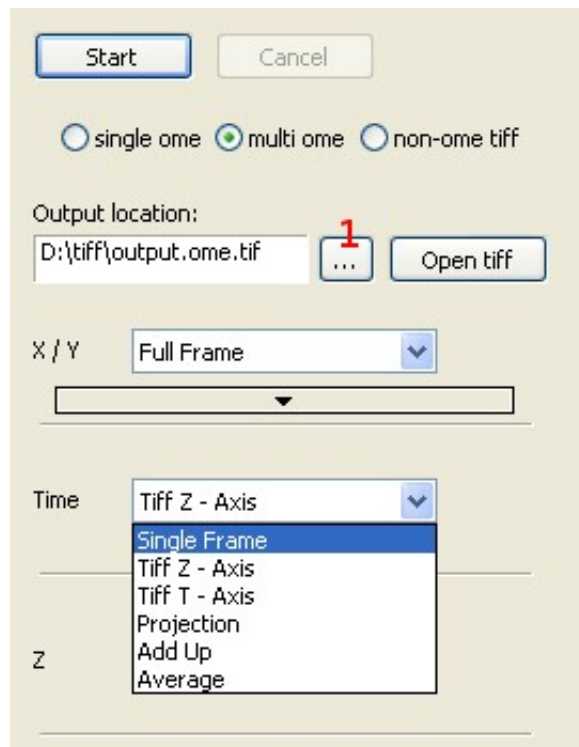 Start Cancel
single ome multi ome non-ome tiff
Output location:
1
D:\tiff\output.ome.tif ... Open tiff
X / Y Full Frame
Time Tiff Z - Axis
Single Frame
Tiff Z - Axis
Tiff T - Axis
Projection
Z Add Up
Average